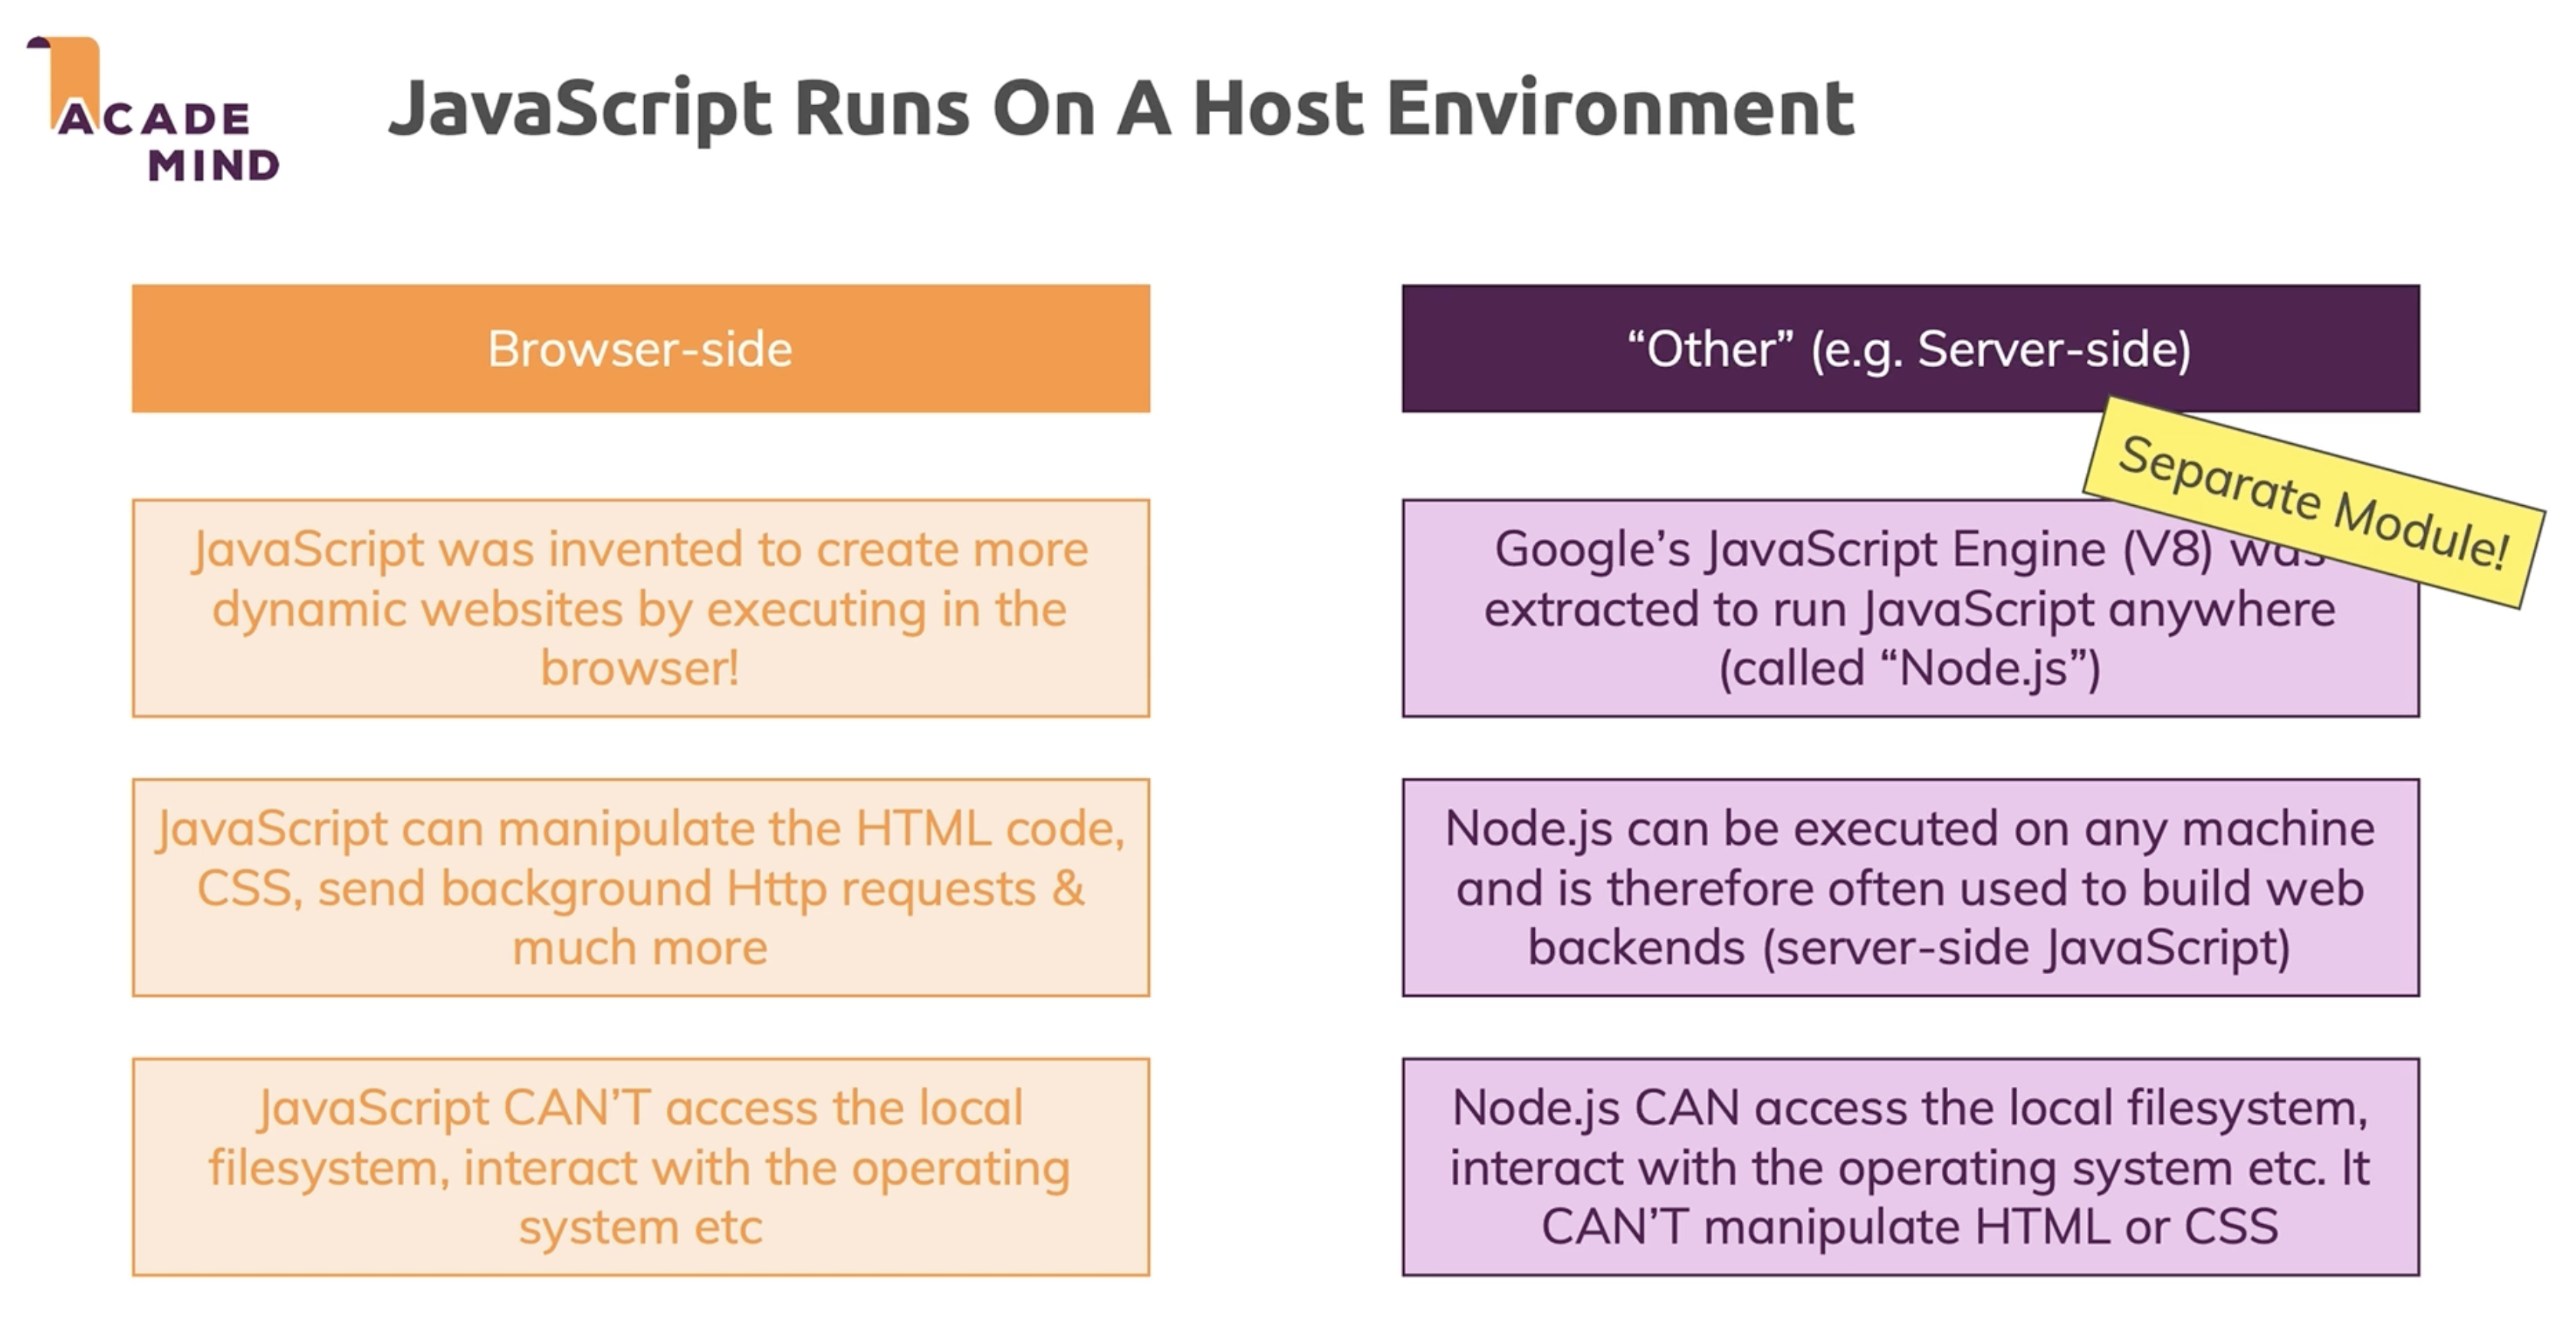 ACADE
MIND
JavaScript Runs On A Host Environment
Browser-side
JavaScript was invented to create more
dynamic websites by executing in the
browser!
JavaScript can manipulate the HTML code,
CSS, send background Http requests &
much more
JavaScript CAN’T access the local
filesystem, interact with the operating
system etc
“Other” (e.g. Server-side)
Separate Module!
Google’s JavaScript Engine (V8) was
extracted to run JavaScript anywhere
(called “Node.js”)
Node.js can be executed on any machine
and is therefore often used to build web
backends (server-side JavaScript)
Node.js CAN access the local filesystem,
interact with the operating system etc. It
CAN’T manipulate HTML or CSS